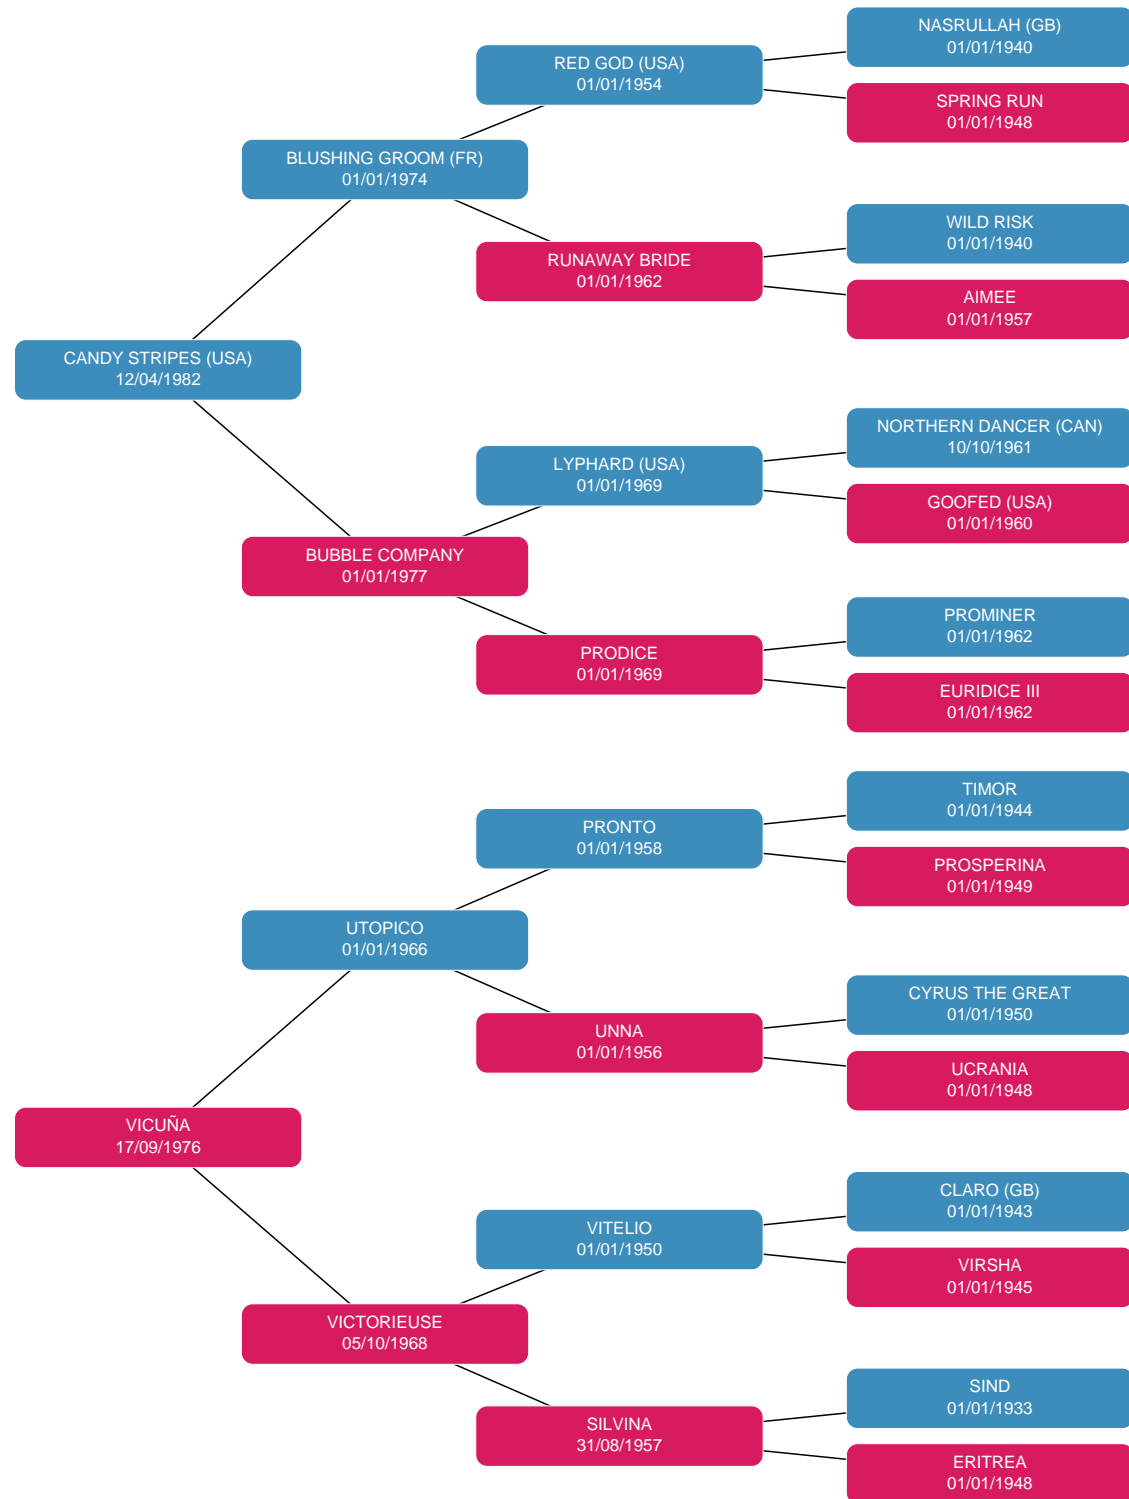 NASRULLAH (GB)
01/01/1940
RED GOD (USA)
01/01/1954
SPRING RUN
01/01/1948
BLUSHING GROOM (FR)
01/01/1974
WILD RISK
01/01/1940
RUNAWAY BRIDE
01/01/1962
AIMEE
01/01/1957
CANDY STRIPES (USA)
12/04/1982
NORTHERN DANCER (CAN)
10/10/1961
LYPHARD (USA)
01/01/1969
GOOFED (USA)
01/01/1960
BUBBLE COMPANY
01/01/1977
PROMINER
01/01/1962
PRODICE
01/01/1969
EURIDICE III
01/01/1962
TIMOR
01/01/1944
PRONTO
01/01/1958
PROSPERINA
01/01/1949
UTOPICO
01/01/1966
CYRUS THE GREAT
01/01/1950
UNNA
01/01/1956
UCRANIA
01/01/1948
VICUÑA
17/09/1976
CLARO (GB)
01/01/1943
VITELIO
01/01/1950
VIRSHA
01/01/1945
VICTORIEUSE
05/10/1968
SIND
01/01/1933
SILVINA
31/08/1957
ERITREA
01/01/1948